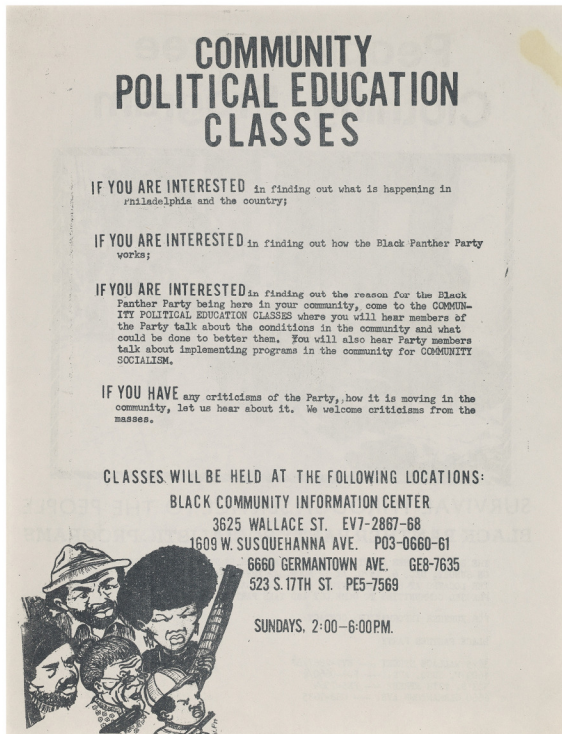 COMMUNITY
POLITICAL EDUCATION
CLASSES
IF YOU ARE INTERESTED in finding out what is happening in
Philadelphia and the country;
IF YOU ARE INTERESTED in finding out how the Black Panther Party
works;
IF YOU ARE INTERESTED in finding out the reason for the Black
Panther Party being here in your community, come to the COMMUN-
ITY POLITICAL EDUCATION CLASSES where you will hear members of
the Party talk about the conditions in the community and what
could be done to better them. You will also hear Party members
talk about implementing programs in the community for COMMUNITY
SOCIALISM.
IF YOU HAVE any criticisms of the Party, how it is moving in the
community, let us hear about it. We welcome criticisms from the
masses.
CLASSES WILL BE HELD AT THE FOLLOWING LOCATIONS:
BLACK COMMUNITY INFORMATION CENTER
3625 WALLACE ST. EV7-2867-68
1609 W. SUSQUEHANNA AVE. PO3-0660-61
6660 GERMANTOWN AVE. GE8-7635
523 S. 17TH ST. PE5-7569
SUNDAYS, 2:00-6:00P.M.